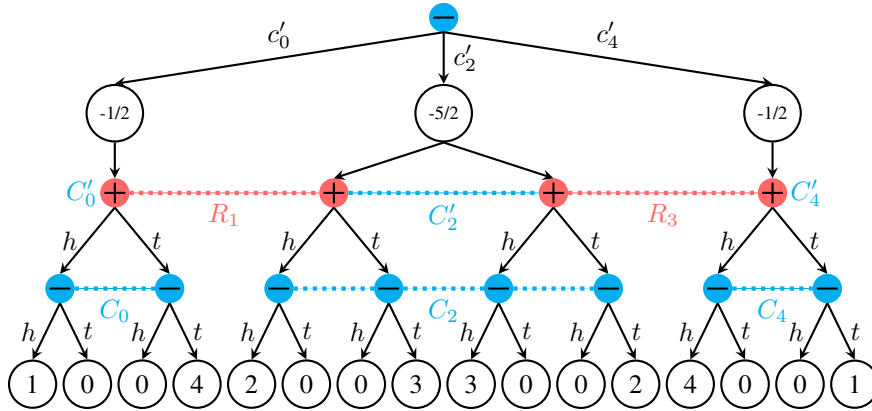 −
c′₀ c′₂ c′₄
-1/2 -5/2 -1/2
C′₀ + + + + C′₄
R₁ C′₂ R₃
h t h t h t h t
− − − − − − − −
C₀ C₂ C₄
h t h t h t h t h t h t h t h t
1 0 0 4 2 0 0 3 3 0 0 2 4 0 0 1